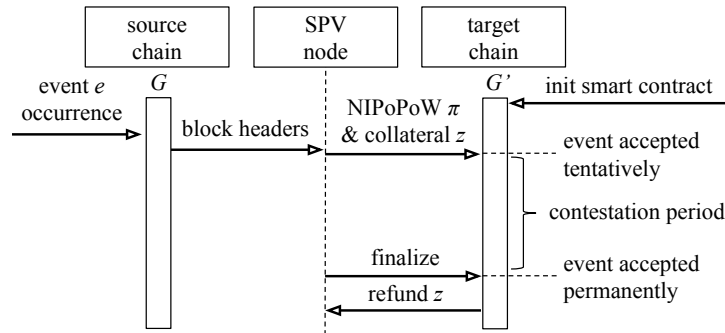 source
chain
SPV
node
target
chain
G
G’
event e
occurrence
init smart contract
block headers
NIPoPoW π
& collateral z
event accepted
tentatively
contestation period
finalize
event accepted
permanently
refund z